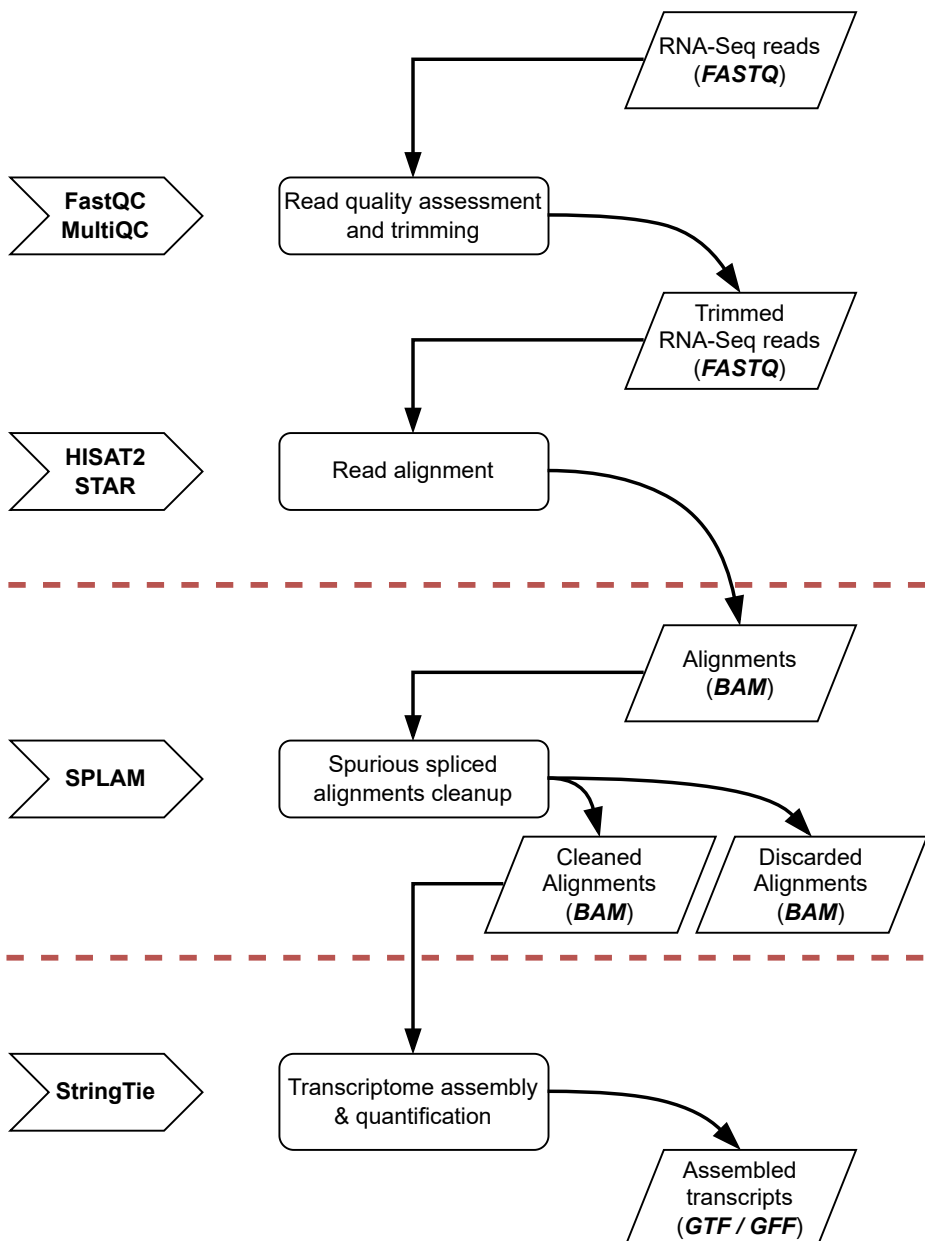 RNA-Seq reads
(FASTQ)
FastQC
MultiQC
Read quality assessment
and trimming
Trimmed
RNA-Seq reads
(FASTQ)
HISAT2
STAR
Read alignment
Alignments
(BAM)
SPLAM
Spurious spliced
alignments cleanup
Cleaned
Alignments
(BAM)
Discarded
Alignments
(BAM)
StringTie
Transcriptome assembly
& quantification
Assembled
transcripts
(GTF / GFF)